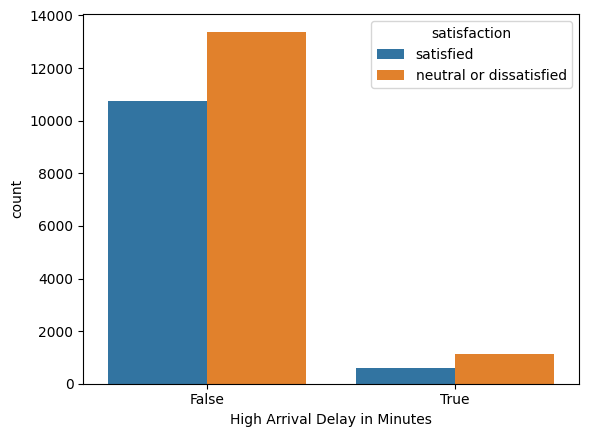 satisfaction
satisfied
neutral or dissatisfied
14000
12000
10000
8000
6000
4000
2000
0
count
False
True
High Arrival Delay in Minutes